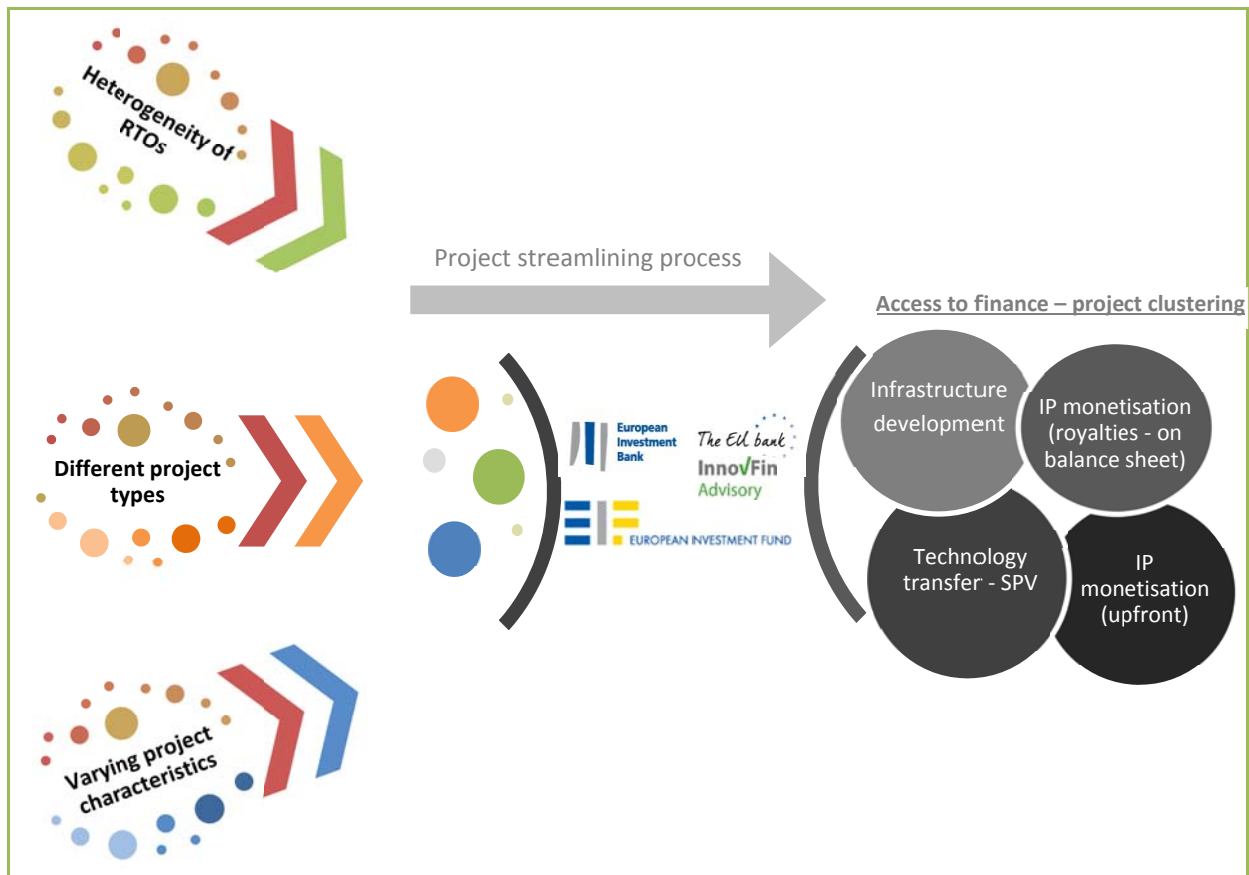 Heterogeneity of
RTOs
Project streamlining process
Access to finance – project clustering
Infrastructure
development
IP monetisation
(royalties - on
balance sheet)
European
Investment
Bank
The EU bank
InnovFin
Advisory
EUROPEAN INVESTMENT FUND
Different project
types
Technology
transfer - SPV
IP
monetisation
(upfront)
Varying project
characteristics